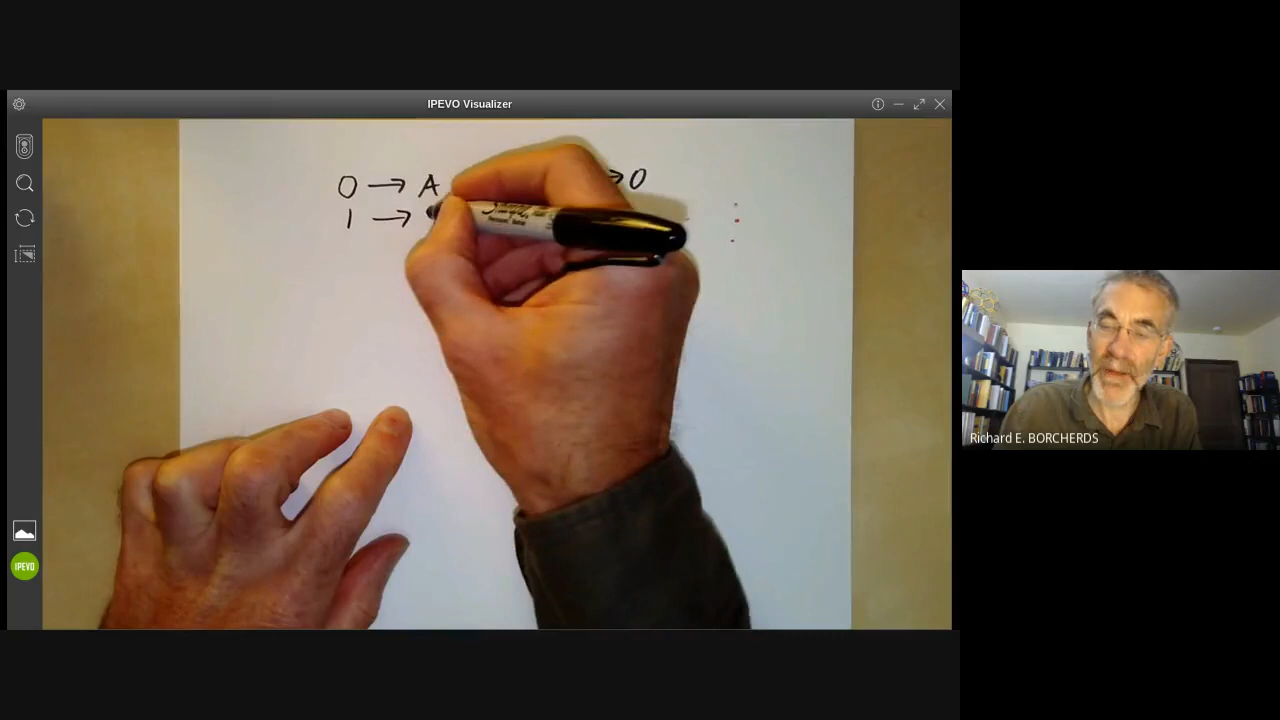 IPEVO Visualizer
0 → A → 0
1 →
IPEVO
Richard E. BORCHERDS